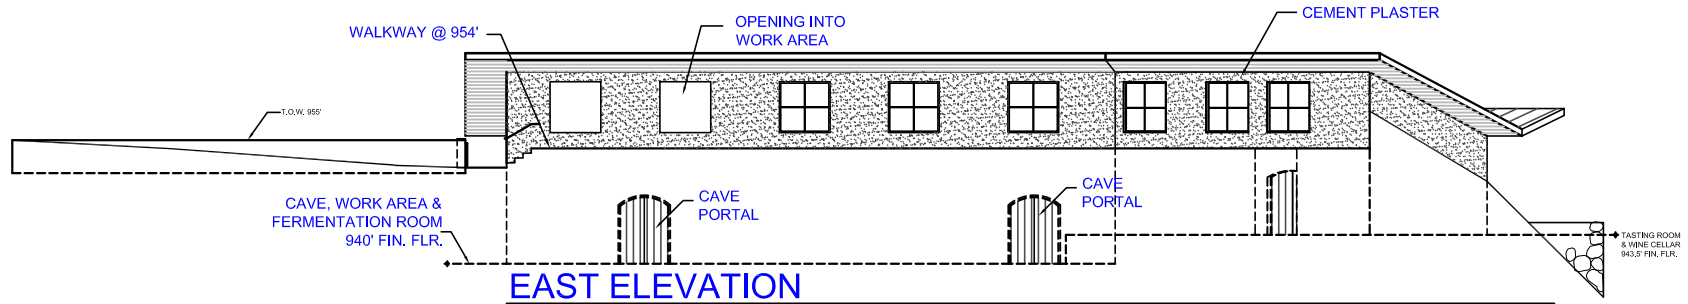 WALKWAY @ 954'
OPENING INTO
WORK AREA
CEMENT PLASTER
T.O.W. 955'
CAVE, WORK AREA &
FERMENTATION ROOM
940' FIN. FLR.
CAVE
PORTAL
CAVE
PORTAL
TASTING ROOM
& WINE CELLAR
943.5' FIN. FLR.
EAST ELEVATION